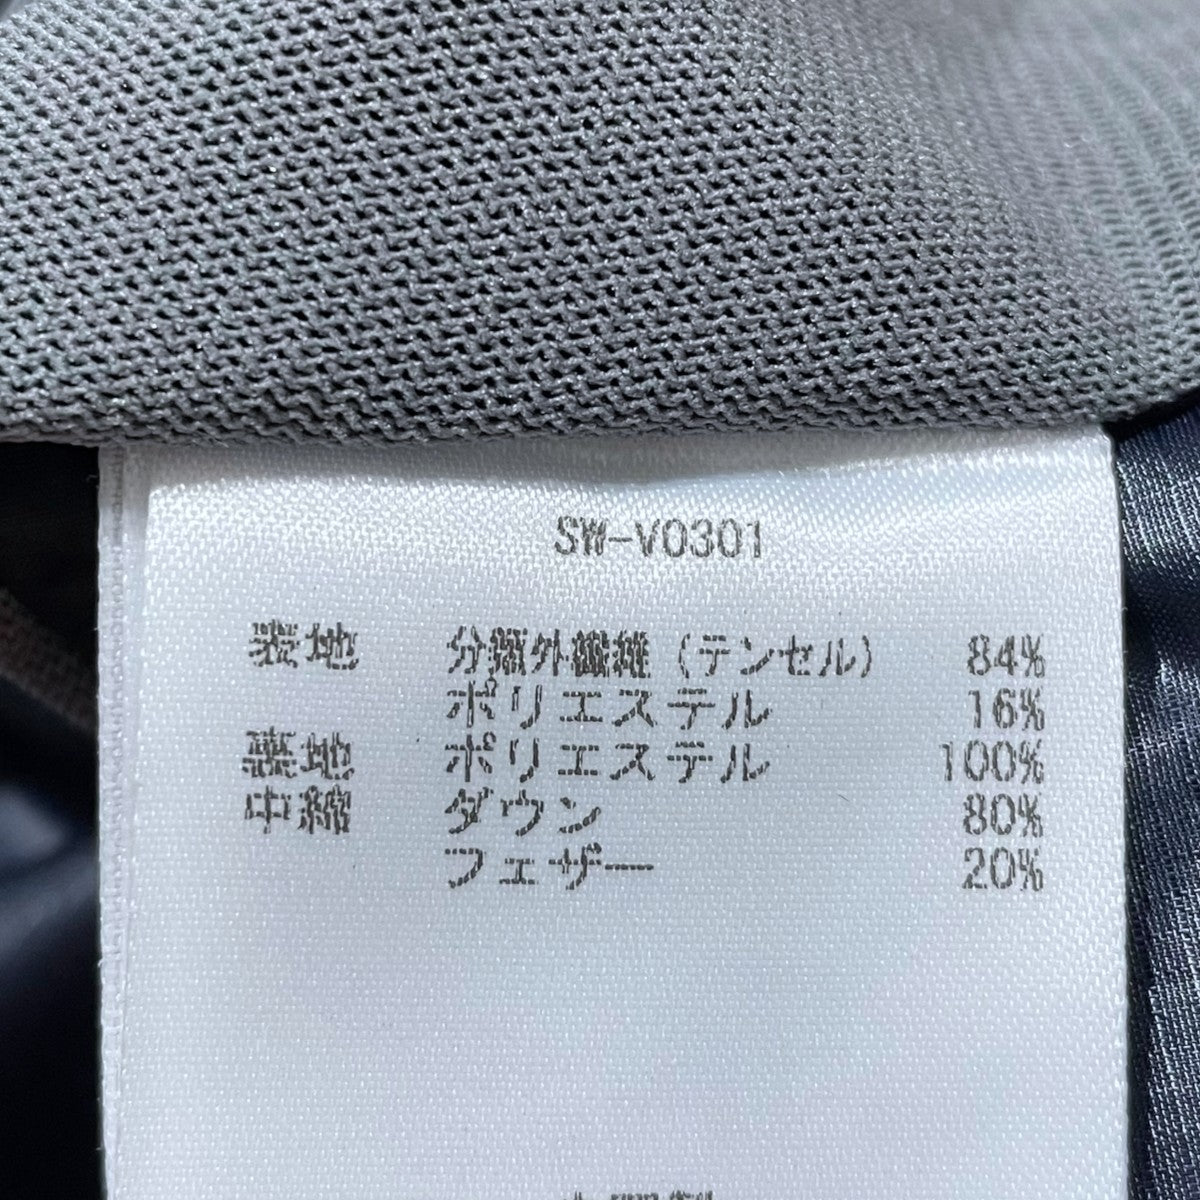 SW-V0301
表地 分類外繊維(テンセル) 84%
ポリエステル 16%
裏地 ポリエステル 100%
中綿 ダウン 80%
フェザー 20%